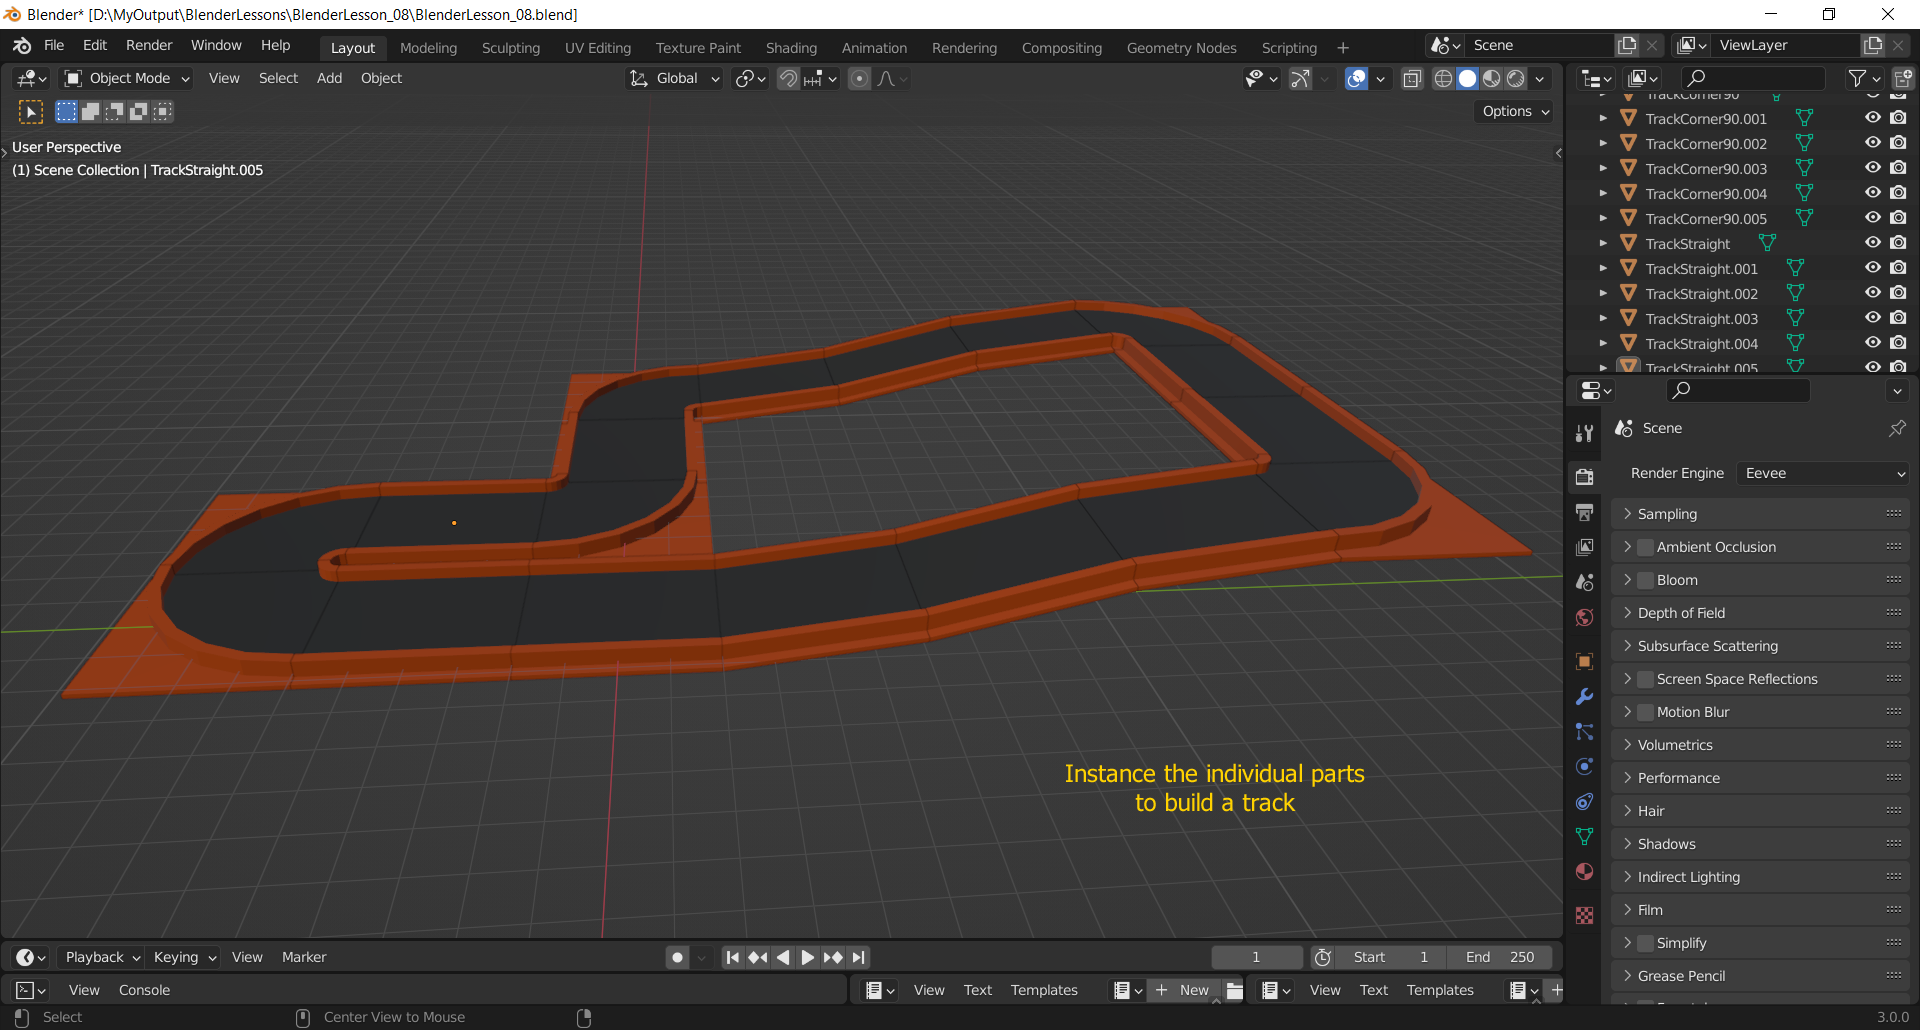 Blender* [D:\MyOutput\BlenderLessons\BlenderLesson_08\BlenderLesson_08.blend]
File Edit Render Window Help
Layout Modeling Sculpting UV Editing Texture Paint Shading Animation Rendering Compositing Geometry Nodes Scripting +
Scene
ViewLayer
Object Mode View Select Add Object
Global
Options
User Perspective
(1) Scene Collection | TrackStraight.005
TrackCorner90
TrackCorner90.001
TrackCorner90.002
TrackCorner90.003
TrackCorner90.004
TrackCorner90.005
TrackStraight
TrackStraight.001
TrackStraight.002
TrackStraight.003
TrackStraight.004
TrackStraight.005
Scene
Render Engine Eevee
Sampling
Ambient Occlusion
Bloom
Depth of Field
Subsurface Scattering
Screen Space Reflections
Motion Blur
Volumetrics
Performance
Hair
Shadows
Indirect Lighting
Film
Simplify
Grease Pencil
Instance the individual parts
to build a track
Playback Keying View Marker
1 Start 1 End 250
View Console
View Text Templates + New
View Text Templates +
Select
Center View to Mouse
3.0.0